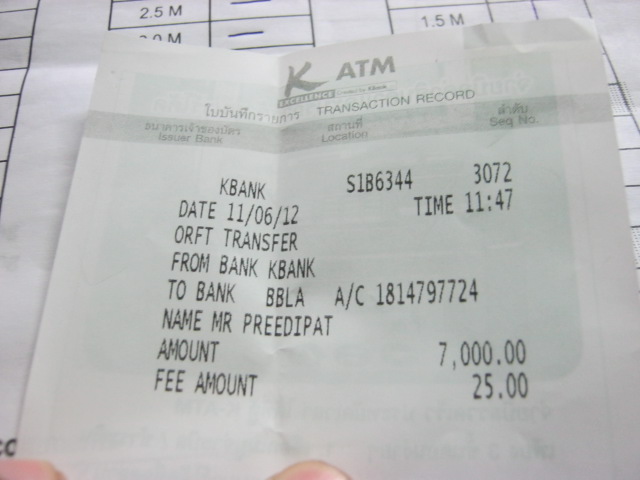 2.5 M
1.5 M
K ATM
EXCELLENCE
ใบบันทึกรายการ TRANSACTION RECORD
ธนาคารเจ้าของบัตร สถานที่ ลำดับ
Issuer Bank Location Seq No.
KBANK S1B6344 3072
DATE 11/06/12 TIME 11:47
ORFT TRANSFER
FROM BANK KBANK
TO BANK BBLA A/C 1814797724
NAME MR PREEDIPAT
AMOUNT 7,000.00
FEE AMOUNT 25.00